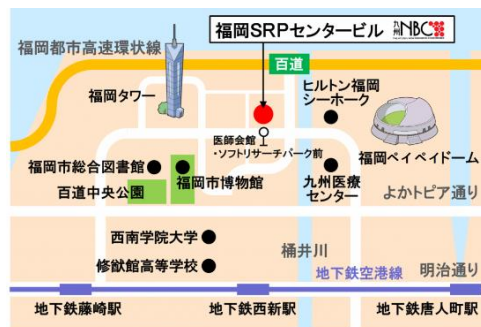 福岡SRPセンタービル 九州NBC
福岡都市高速環状線
百道
福岡タワー
ヒルトン福岡
シーホーク
医師会館
・ソフトリサーチパーク前
福岡ペイペイドーム
福岡市総合図書館
福岡市博物館
九州医療
センター
百道中央公園
よかトピア通り
西南学院大学
樋井川
修猷館高等学校
地下鉄空港線
明治通り
地下鉄藤崎駅
地下鉄西新駅
地下鉄唐人町駅